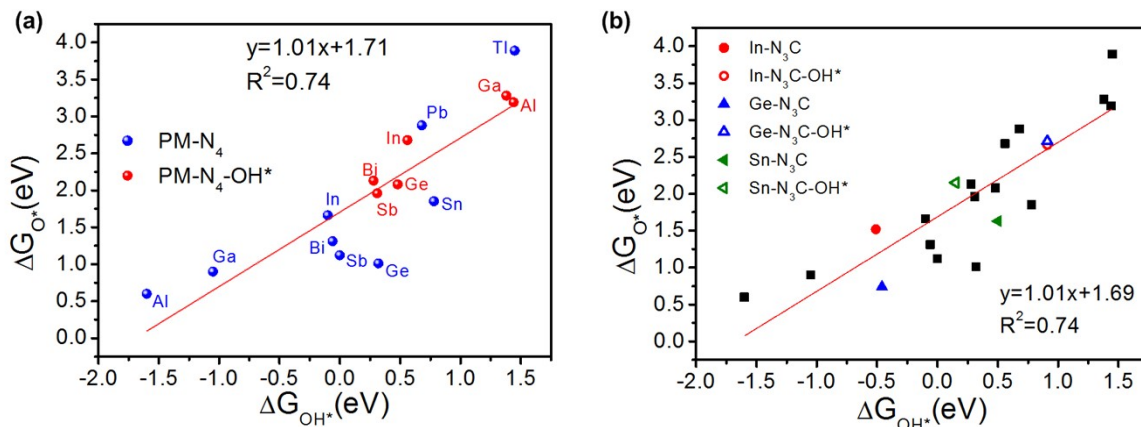 (a)
y=1.01x+1.71
R²=0.74
PM-N₄
PM-N₄-OH*
Tl
Ga
Al
Pb
In
Bi
Ge
Sb
Sn
In
Bi
Sb
Ge
Ga
Al
4.0
3.5
3.0
2.5
2.0
1.5
1.0
0.5
0.0
ΔG_O*(eV)
-2.0 -1.5 -1.0 -0.5 0.0 0.5 1.0 1.5
ΔG_OH*(eV)
(b)
In-N₃C
In-N₃C-OH*
Ge-N₃C
Ge-N₃C-OH*
Sn-N₃C
Sn-N₃C-OH*
y=1.01x+1.69
R²=0.74
4.0
3.5
3.0
2.5
2.0
1.5
1.0
0.5
0.0
ΔG_O*(eV)
-2.0 -1.5 -1.0 -0.5 0.0 0.5 1.0 1.5
ΔG_OH*(eV)